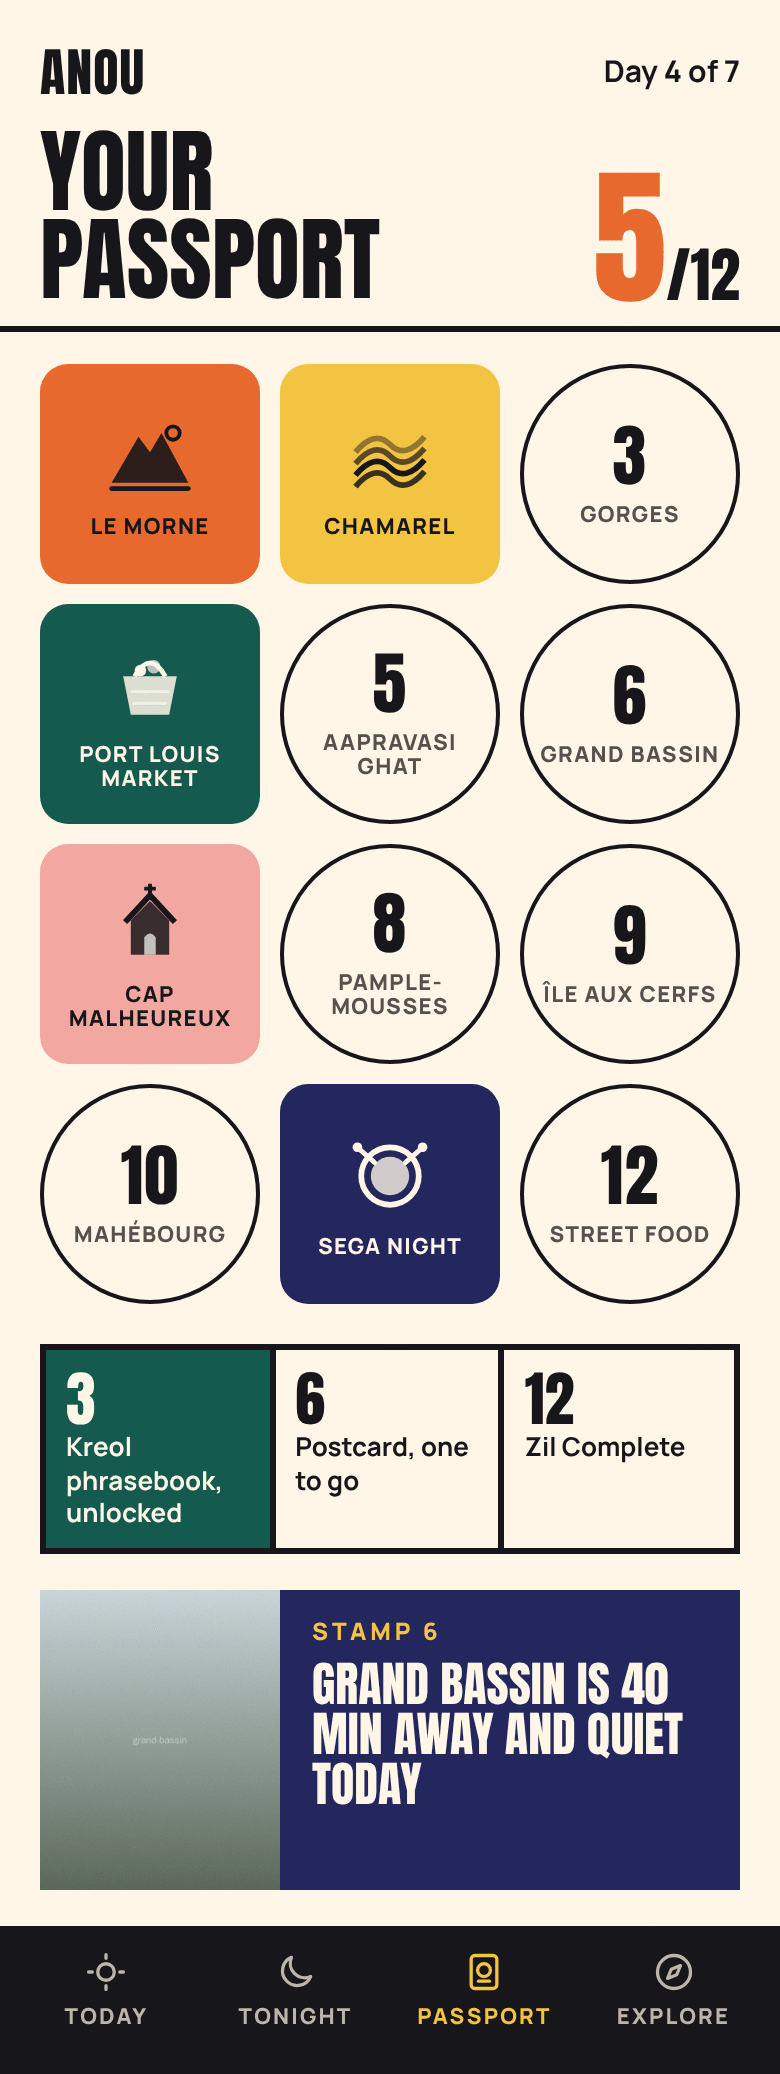 ANOU
Day 4 of 7
YOUR
PASSPORT
5/12
LE MORNE
CHAMAREL
3
GORGES
PORT LOUIS
MARKET
5
AAPRAVASI
GHAT
6
GRAND BASSIN
CAP
MALHEUREUX
8
PAMPLE-
MOUSSES
9
ÎLE AUX CERFS
10
MAHÉBOURG
SEGA NIGHT
12
STREET FOOD
3
Kreol
phrasebook,
unlocked
6
Postcard, one
to go
12
Zil Complete
grand-bassin
STAMP 6
GRAND BASSIN IS 40
MIN AWAY AND QUIET
TODAY
TODAY
TONIGHT
PASSPORT
EXPLORE